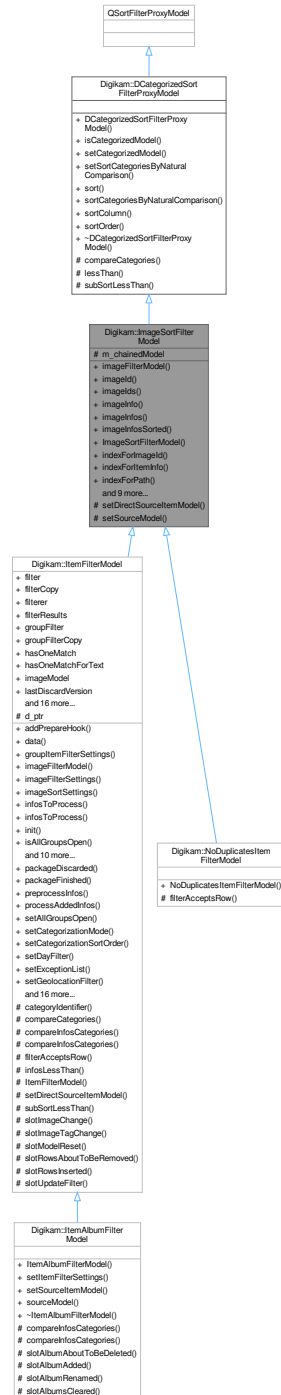 QSortFilterProxyModel
Digikam::DCategorizedSort
FilterProxyModel
+ DCategorizedSortFilterProxy
Model()
+ isCategorizedModel()
+ setCategorizedModel()
+ setSortCategoriesByNatural
Comparison()
+ sort()
+ sortCategoriesByNaturalComparison()
+ sortColumn()
+ sortOrder()
+ ~DCategorizedSortFilterProxy
Model()
# compareCategories()
# lessThan()
# subSortLessThan()
Digikam::ImageSortFilter
Model
# m_chainedModel
+ imageFilterModel()
+ imageId()
+ imageIds()
+ imageInfo()
+ imageInfos()
+ imageInfosSorted()
+ ImageSortFilterModel()
+ indexForImageId()
+ indexForItemInfo()
+ indexForPath()
and 9 more...
# setDirectSourceItemModel()
# setSourceModel()
Digikam::ItemFilterModel
+ filter
+ filterCopy
+ filterer
+ filterResults
+ groupFilter
+ groupFilterCopy
+ hasOneMatch
+ hasOneMatchForText
+ imageModel
+ lastDiscardVersion
and 16 more...
# d_ptr
+ addPrepareHook()
+ data()
+ groupItemFilterSettings()
+ imageFilterModel()
+ imageFilterSettings()
+ imageSortSettings()
+ infosToProcess()
+ infosToProcess()
+ init()
+ isAllGroupsOpen()
and 10 more...
+ packageDiscarded()
+ packageFinished()
+ preprocessInfos()
+ processAddedInfos()
+ setAllGroupsOpen()
+ setCategorizationMode()
+ setCategorizationSortOrder()
+ setDayFilter()
+ setExceptionList()
+ setGeolocationFilter()
and 16 more...
# categoryIdentifier()
# compareCategories()
# compareInfosCategories()
# compareInfosCategories()
# filterAcceptsRow()
# infosLessThan()
# ItemFilterModel()
# setDirectSourceItemModel()
# subSortLessThan()
# slotImageChange()
# slotImageTagChange()
# slotModelReset()
# slotRowsAboutToBeRemoved()
# slotRowsInserted()
# slotUpdateFilter()
Digikam::NoDuplicatesItem
FilterModel
+ NoDuplicatesItemFilterModel()
# filterAcceptsRow()
Digikam::ItemAlbumFilter
Model
+ ItemAlbumFilterModel()
+ setItemFilterSettings()
+ setSourceItemModel()
+ sourceModel()
+ ~ItemAlbumFilterModel()
# compareInfosCategories()
# compareInfosCategories()
# slotAlbumAboutToBeDeleted()
# slotAlbumAdded()
# slotAlbumRenamed()
# slotAlbumsCleared()